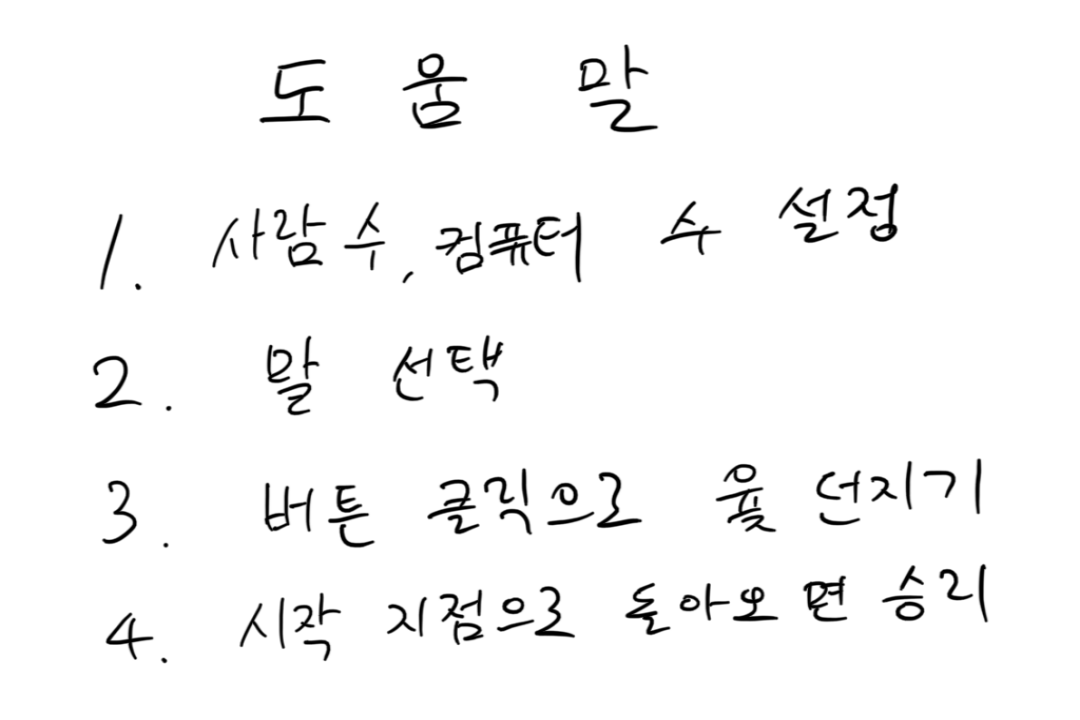 도움말
1. 사람 수, 컴퓨터 수 설정
2. 말 선택
3. 버튼 클릭으로 윷 던지기
4. 시작 지점으로 돌아오면 승리